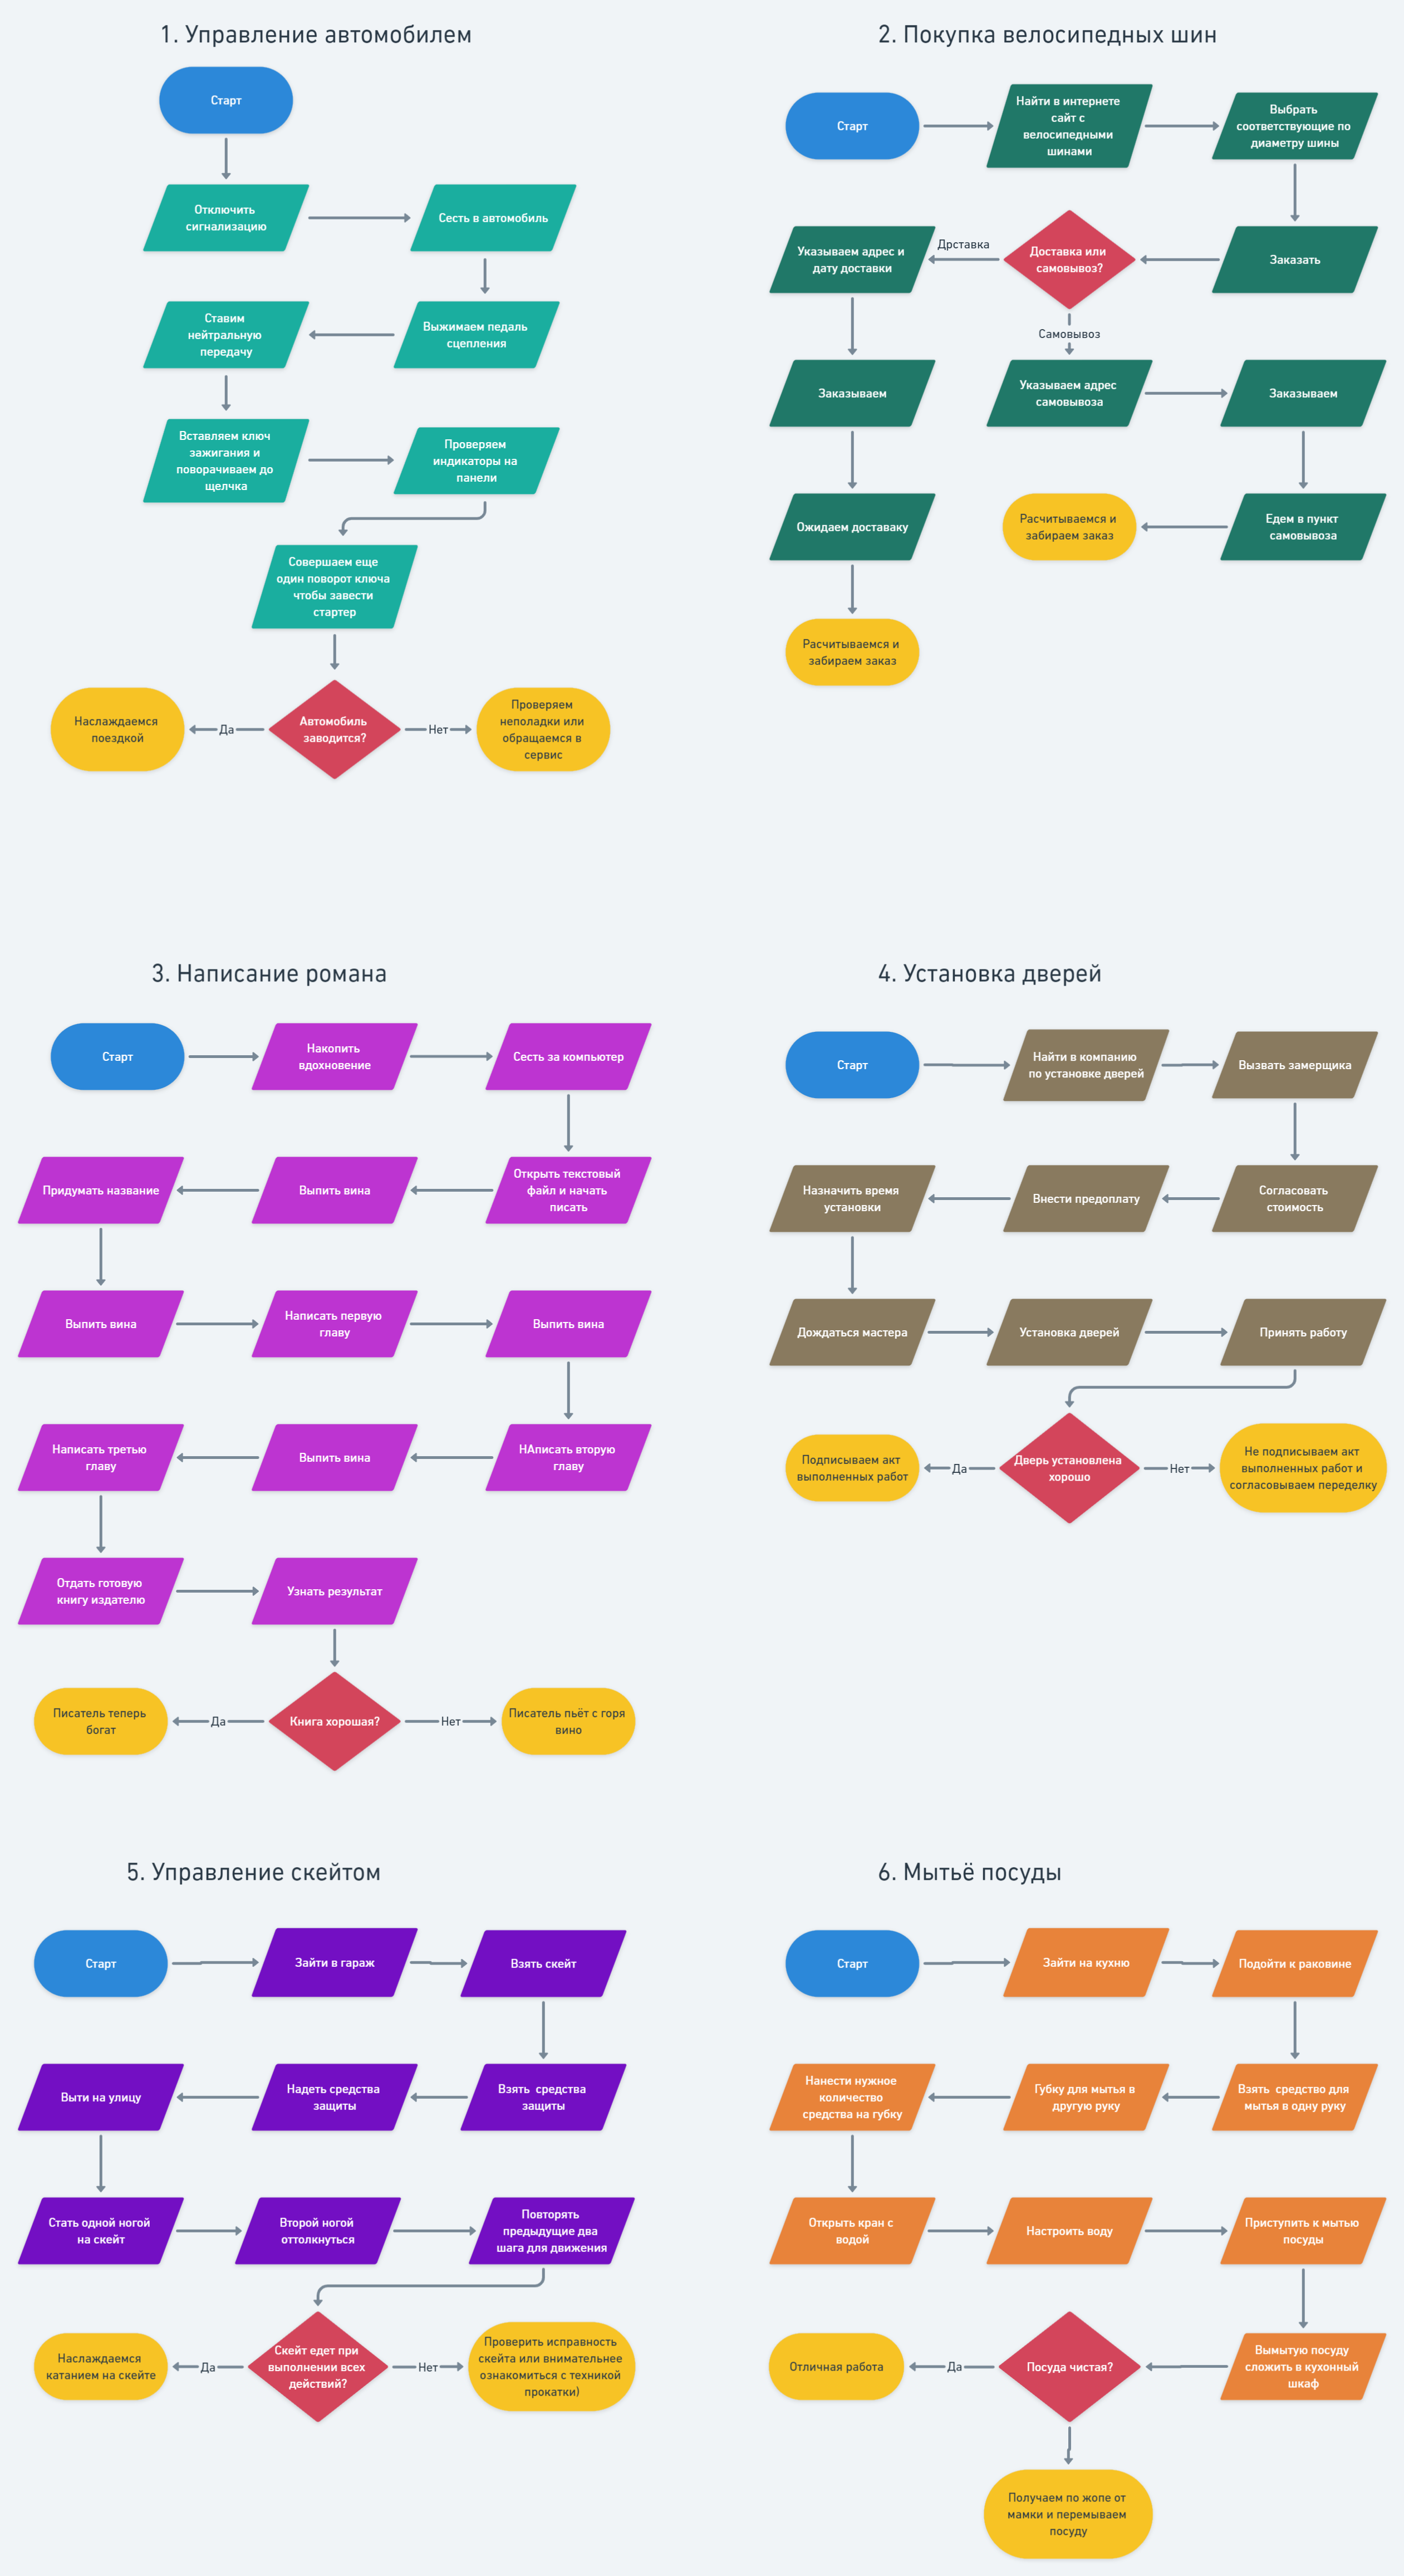 1. Управление автомобилем
Старт
Отключить
сигнализацию
Сесть в автомобиль
Выжимаем педаль
сцепления
Ставим
нейтральную
передачу
Вставляем ключ
зажигания и
поворачиваем до
щелчка
Проверяем
индикаторы на
панели
Совершаем еще
один поворот ключа
чтобы завести
стартер
Автомобиль
заводится?
Да
Наслаждаемся
поездкой
Нет
Проверяем
неполадки или
обращаемся в
сервис
2. Покупка велосипедных шин
Старт
Найти в интернете
сайт с
велосипедными
шинами
Выбрать
соответствующие по
диаметру шины
Заказать
Доставка или
самовывоз?
Дрставка
Указываем адрес и
дату доставки
Заказываем
Ожидаем доставаку
Расчитываемся и
забираем заказ
Самовывоз
Указываем адрес
самовывоза
Заказываем
Едем в пункт
самовывоза
Расчитываемся и
забираем заказ
3. Написание романа
Старт
Накопить
вдохновение
Сесть за компьютер
Открыть текстовый
файл и начать
писать
Выпить вина
Придумать название
Выпить вина
Написать первую
главу
Выпить вина
НАписать вторую
главу
Выпить вина
Написать третью
главу
Отдать готовую
книгу издателю
Узнать результат
Книга хорошая?
Да
Писатель теперь
богат
Нет
Писатель пьёт с горя
вино
4. Установка дверей
Старт
Найти в компанию
по установке дверей
Вызвать замерщика
Согласовать
стоимость
Внести предоплату
Назначить время
установки
Дождаться мастера
Установка дверей
Принять работу
Дверь установлена
хорошо
Да
Подписываем акт
выполненных работ
Нет
Не подписываем акт
выполненных работ и
согласовываем переделку
5. Управление скейтом
Старт
Зайти в гараж
Взять скейт
Взять средства
защиты
Надеть средства
защиты
Выти на улицу
Стать одной ногой
на скейт
Второй ногой
оттолкнуться
Повторять
предыдущие два
шага для движения
Скейт едет при
выполнении всех
действий?
Да
Наслаждаемся
катанием на скейте
Нет
Проверить исправность
скейта или внимательнее
ознакомиться с техникой
прокатки)
6. Мытьё посуды
Старт
Зайти на кухню
Подойти к раковине
Взять средство для
мытья в одну руку
Губку для мытья в
другую руку
Нанести нужное
количество
средства на губку
Открыть кран с
водой
Настроить воду
Приступить к мытью
посуды
Вымытую посуду
сложить в кухонный
шкаф
Посуда чистая?
Да
Отличная работа
Получаем по жопе от
мамки и перемываем
посуду